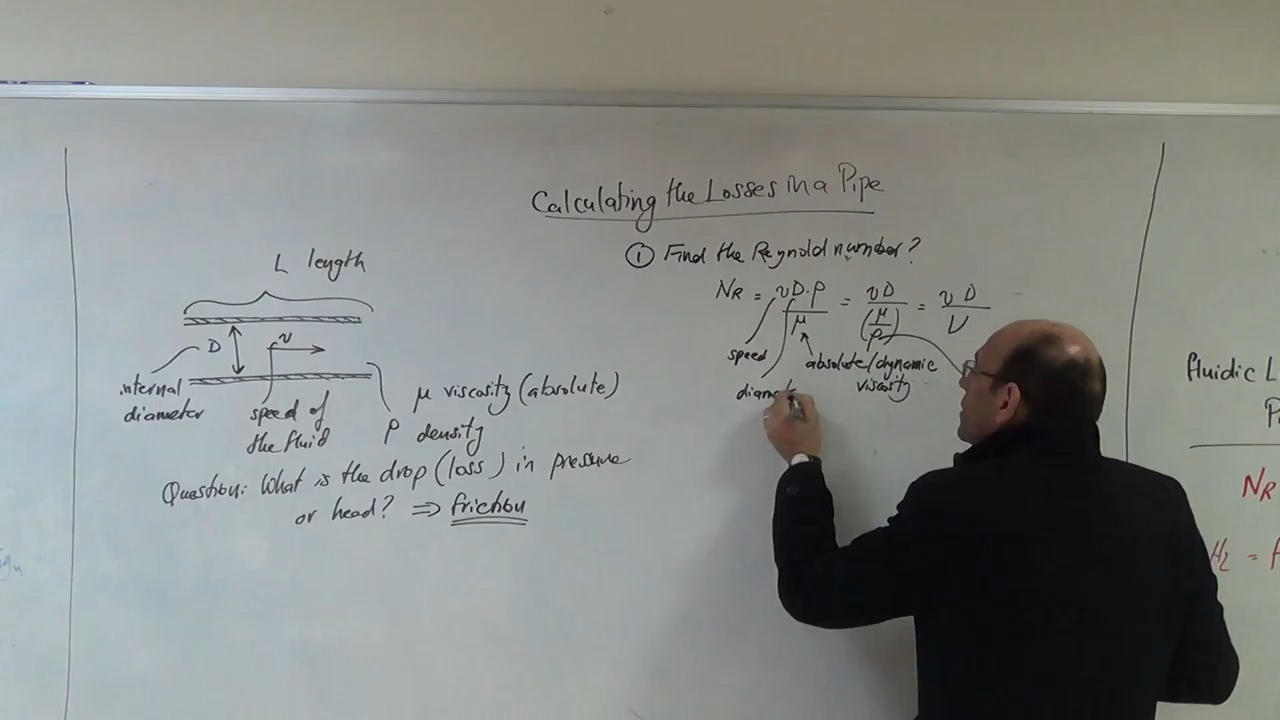 Calculating the Losses in a Pipe
L length
D
v
internal
diameter
speed of
the fluid
μ viscosity (absolute)
ρ density
Question: What is the drop (loss) in pressure
or head? ⇒ friction
① Find the Reynold number?
NR = vD·ρ / μ = vD / (μ/ρ) = vD / ν
speed
absolute/dynamic
viscosity
diamet
fluidic L
NR
H2 = f